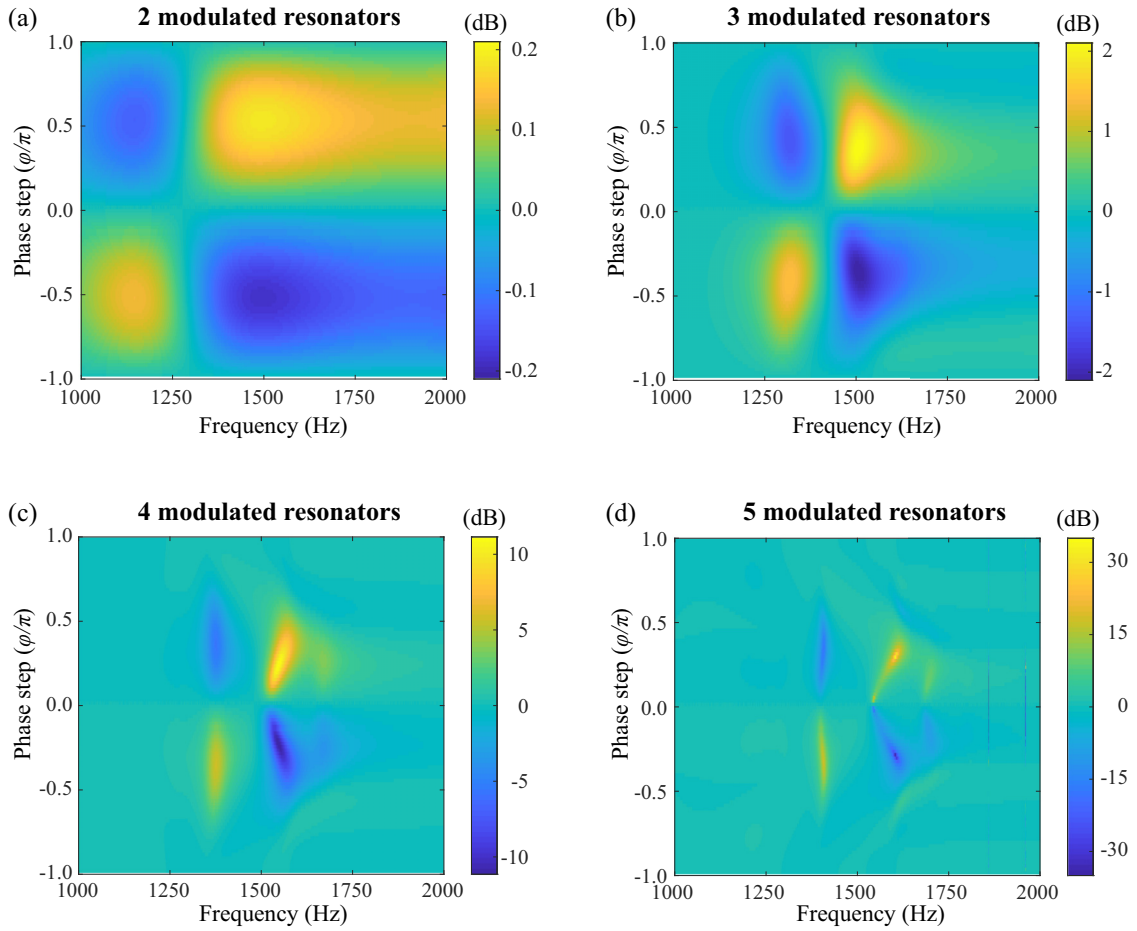 (a) 2 modulated resonators (dB)
1.0
0.5
0.0
-0.5
-1.0
Phase step (φ/π)
1000 1250 1500 1750 2000
Frequency (Hz)
0.2
0.1
0.0
-0.1
-0.2
(b) 3 modulated resonators (dB)
1.0
0.5
0.0
-0.5
-1.0
Phase step (φ/π)
1000 1250 1500 1750 2000
Frequency (Hz)
2
1
0
-1
-2
(c) 4 modulated resonators (dB)
1.0
0.5
0.0
-0.5
-1.0
Phase step (φ/π)
1000 1250 1500 1750 2000
Frequency (Hz)
10
5
0
-5
-10
(d) 5 modulated resonators (dB)
1.0
0.5
0.0
-0.5
-1.0
Phase step (φ/π)
1000 1250 1500 1750 2000
Frequency (Hz)
30
15
0
-15
-30